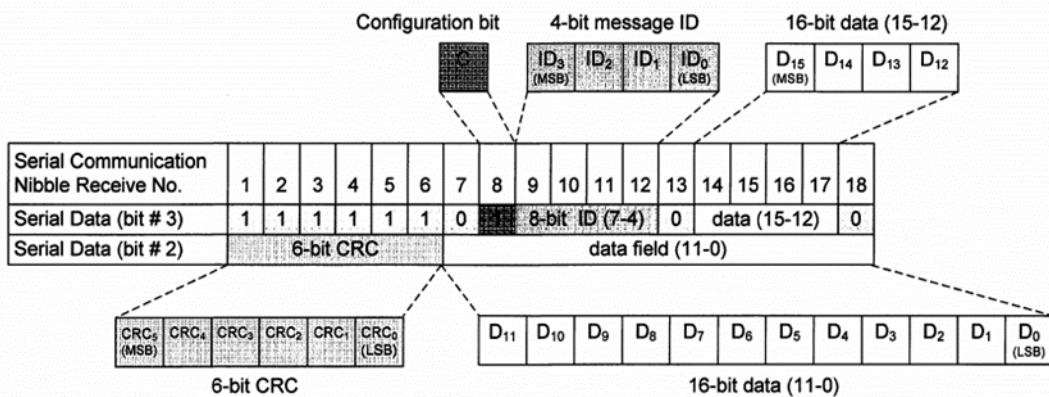 Configuration bit 4-bit message ID 16-bit data (15-12)
C ID3 (MSB) ID2 ID1 ID0 (LSB) D15 (MSB) D14 D13 D12
Serial Communication
Nibble Receive No. 1 2 3 4 5 6 7 8 9 10 11 12 13 14 15 16 17 18
Serial Data (bit # 3) 1 1 1 1 1 1 0 1 8-bit ID (7-4) 0 data (15-12) 0
Serial Data (bit # 2) 6-bit CRC data field (11-0)
CRC5 (MSB) CRC4 CRC3 CRC2 CRC1 CRC0 (LSB) D11 D10 D9 D8 D7 D6 D5 D4 D3 D2 D1 D0 (LSB)
6-bit CRC 16-bit data (11-0)